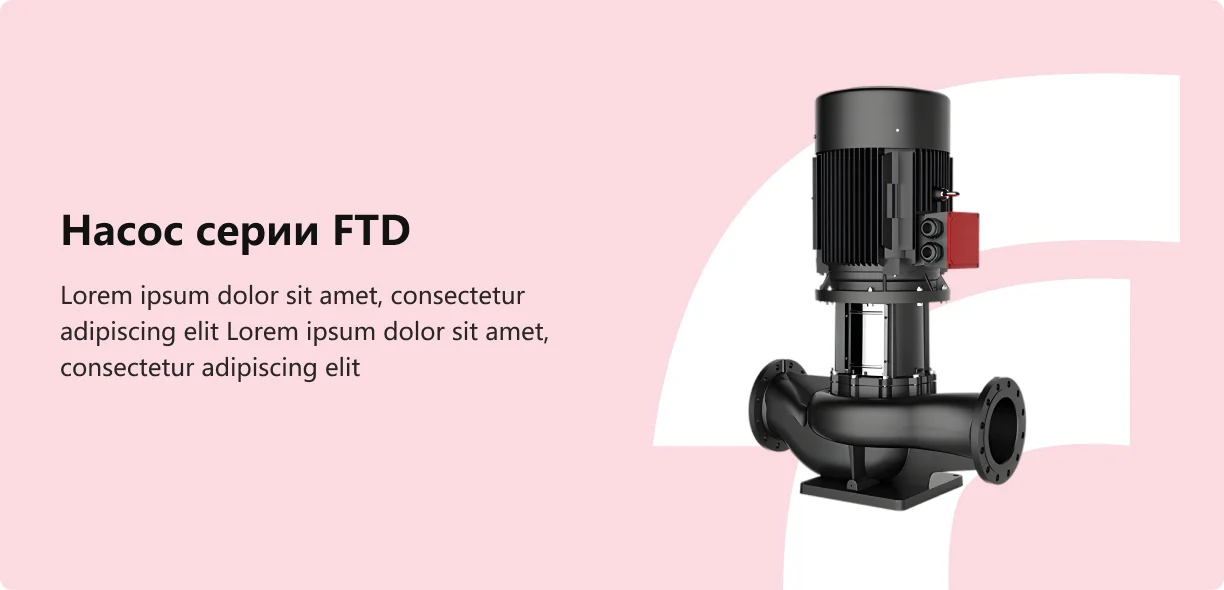 Насос серии FTD
Lorem ipsum dolor sit amet, consectetur
adipiscing elit Lorem ipsum dolor sit amet,
consectetur adipiscing elit